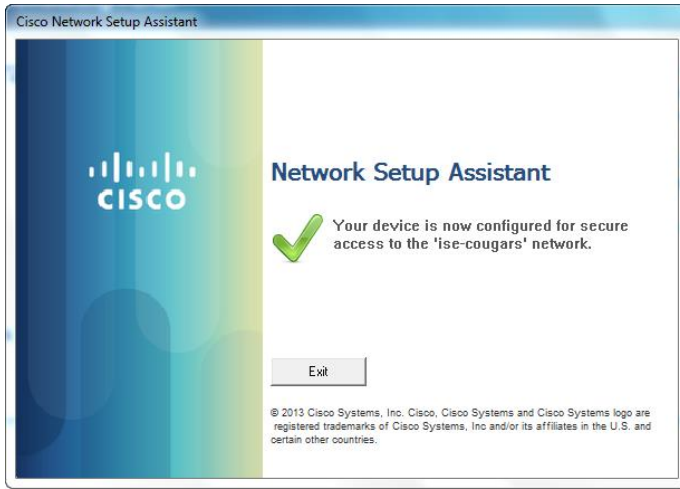 Cisco Network Setup Assistant
CISCO
Network Setup Assistant
Your device is now configured for secure
access to the 'ise-cougars' network.
Exit
© 2013 Cisco Systems, Inc. Cisco, Cisco Systems and Cisco Systems logo are
registered trademarks of Cisco Systems, Inc and/or its affiliates in the U.S. and
certain other countries.